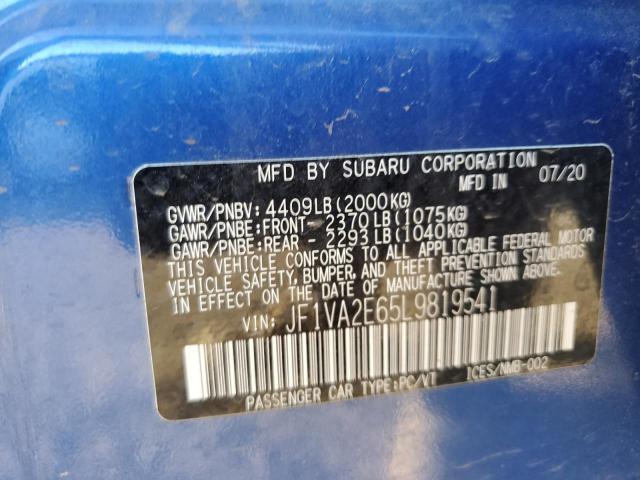 MFD BY SUBARU CORPORATION
MFD IN 07/20
GVWR/PNBV: 4409LB(2000KG)
GAWR/PNBE:FRONT- 2370LB(1075KG)
GAWR/PNBE:REAR - 2293LB(1040KG)
THIS VEHICLE CONFORMS TO ALL APPLICABLE FEDERAL MOTOR
VEHICLE SAFETY, BUMPER, AND THEFT PREVENTION STANDARDS
IN EFFECT ON THE DATE OF MANUFACTURE SHOWN ABOVE.
VIN: JF1VA2E65L9819541
PASSENGER CAR TYPE:PC/VT ICES/NMB-002